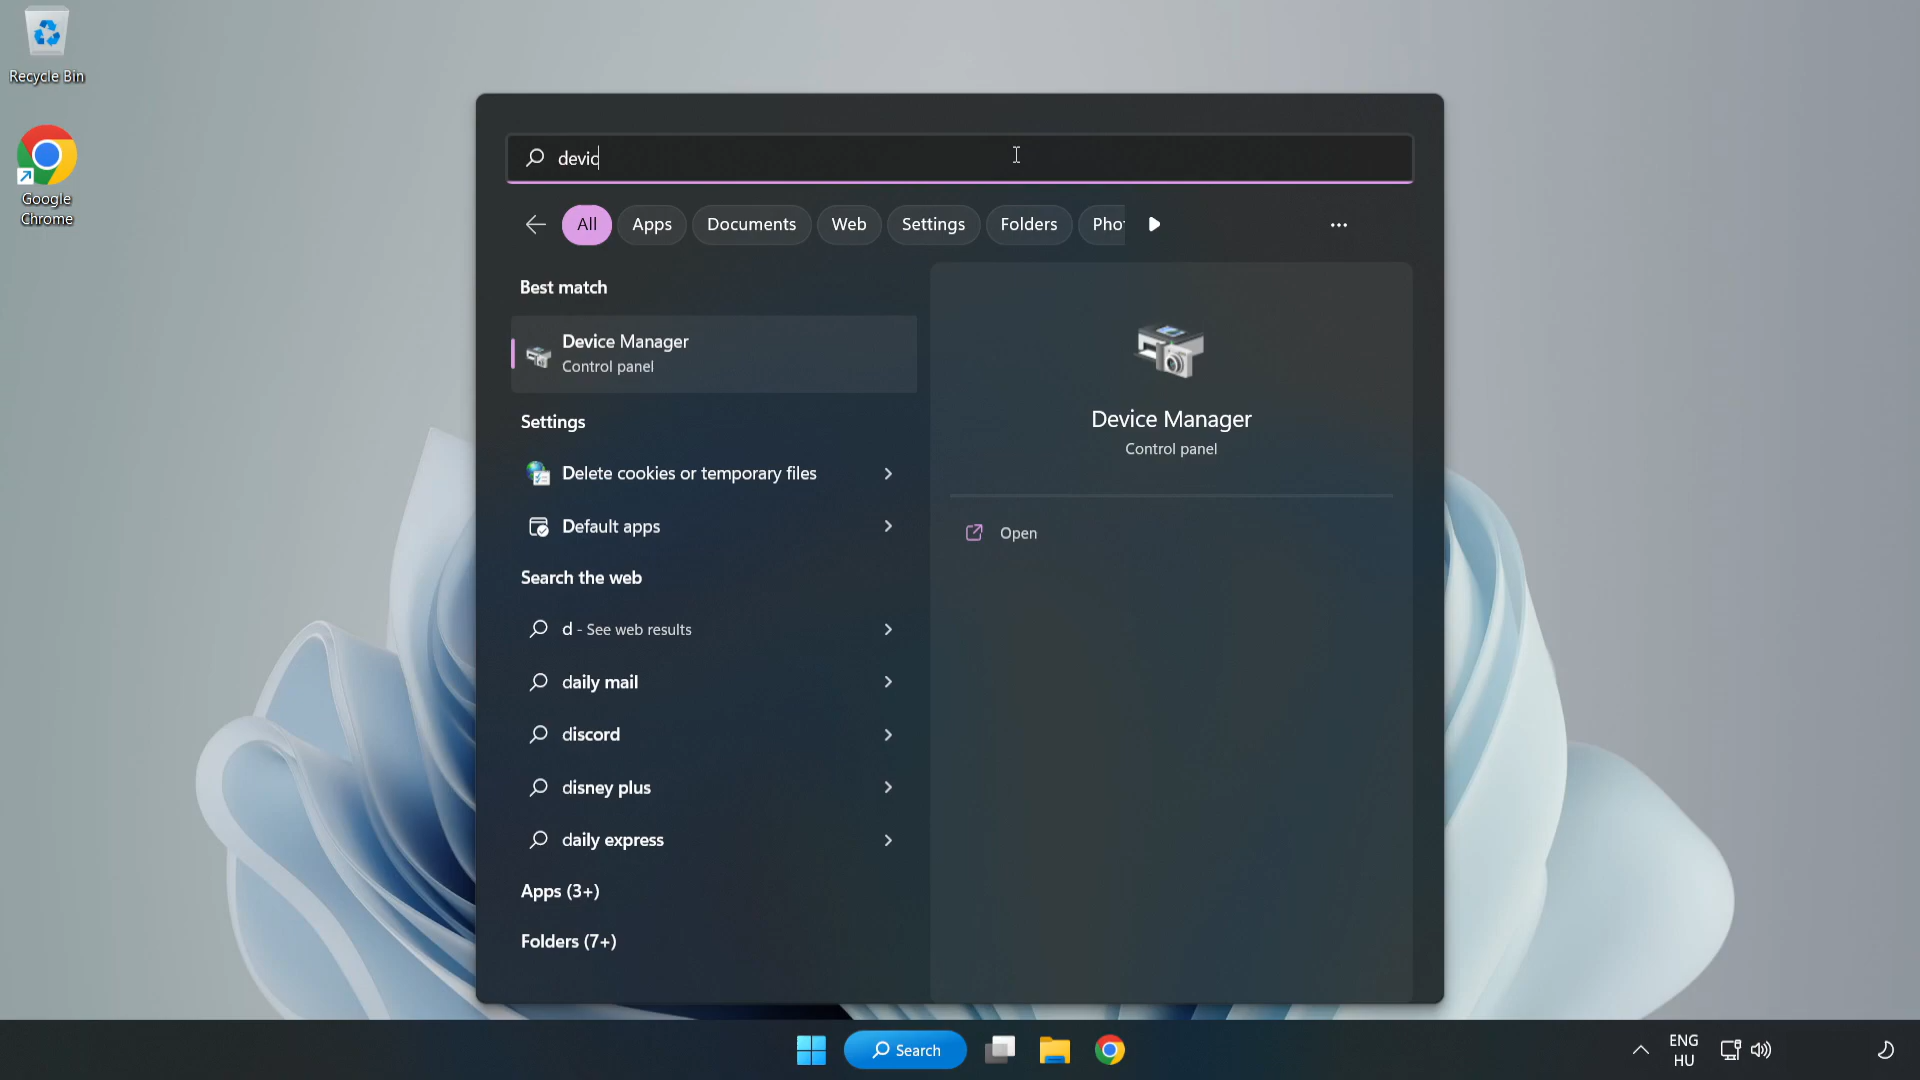 Recycle Bin
Google
Chrome
devic
All
Apps
Documents
Web
Settings
Folders
Pho
Best match
Device Manager
Control panel
Settings
Delete cookies or temporary files
Default apps
Search the web
d - See web results
daily mail
discord
disney plus
daily express
Apps (3+)
Folders (7+)
Device Manager
Control panel
Open
Search
ENG
HU